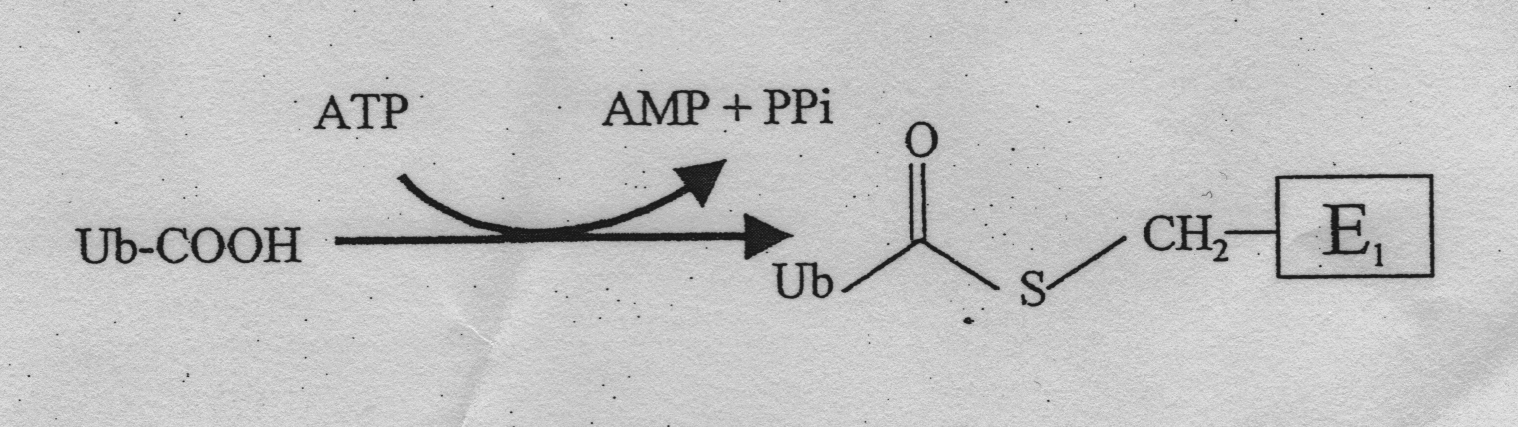 ATP AMP + PPi
O
Ub-COOH Ub S CH₂ E₁